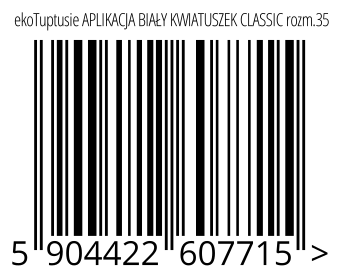 ekoTuptusie APLIKACJA BIAŁY KWIATUSZEK CLASSIC rozm.35
5 904422 607715 >